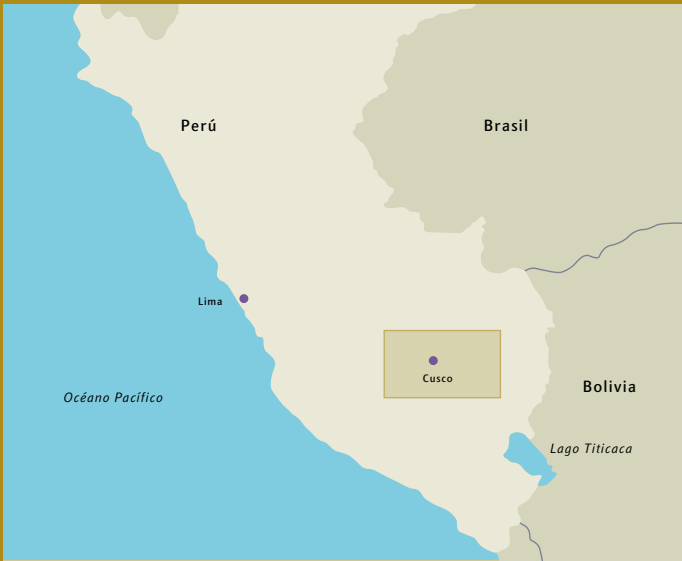 Perú
Brasil
Lima
Cusco
Bolivia
Océano Pacífico
Lago Titicaca